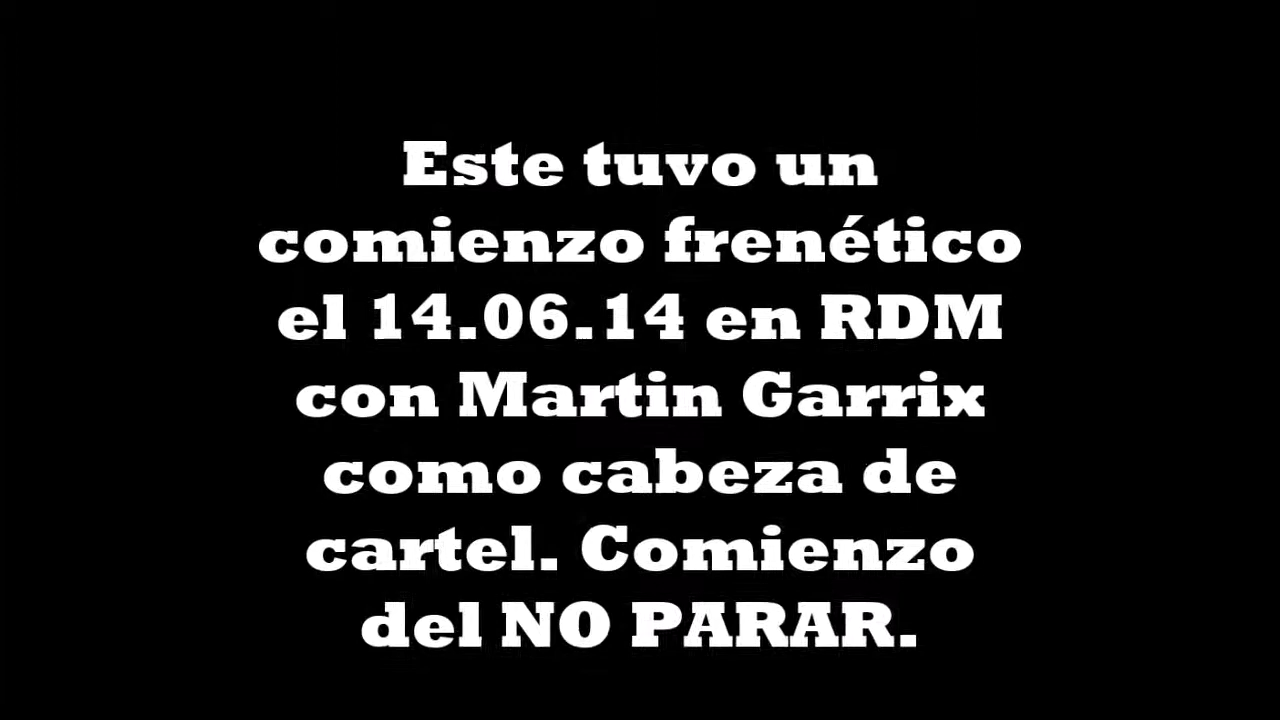 Este tuvo un
comienzo frenético
el 14.06.14 en RDM
con Martin Garrix
como cabeza de
cartel. Comienzo
del NO PARAR.